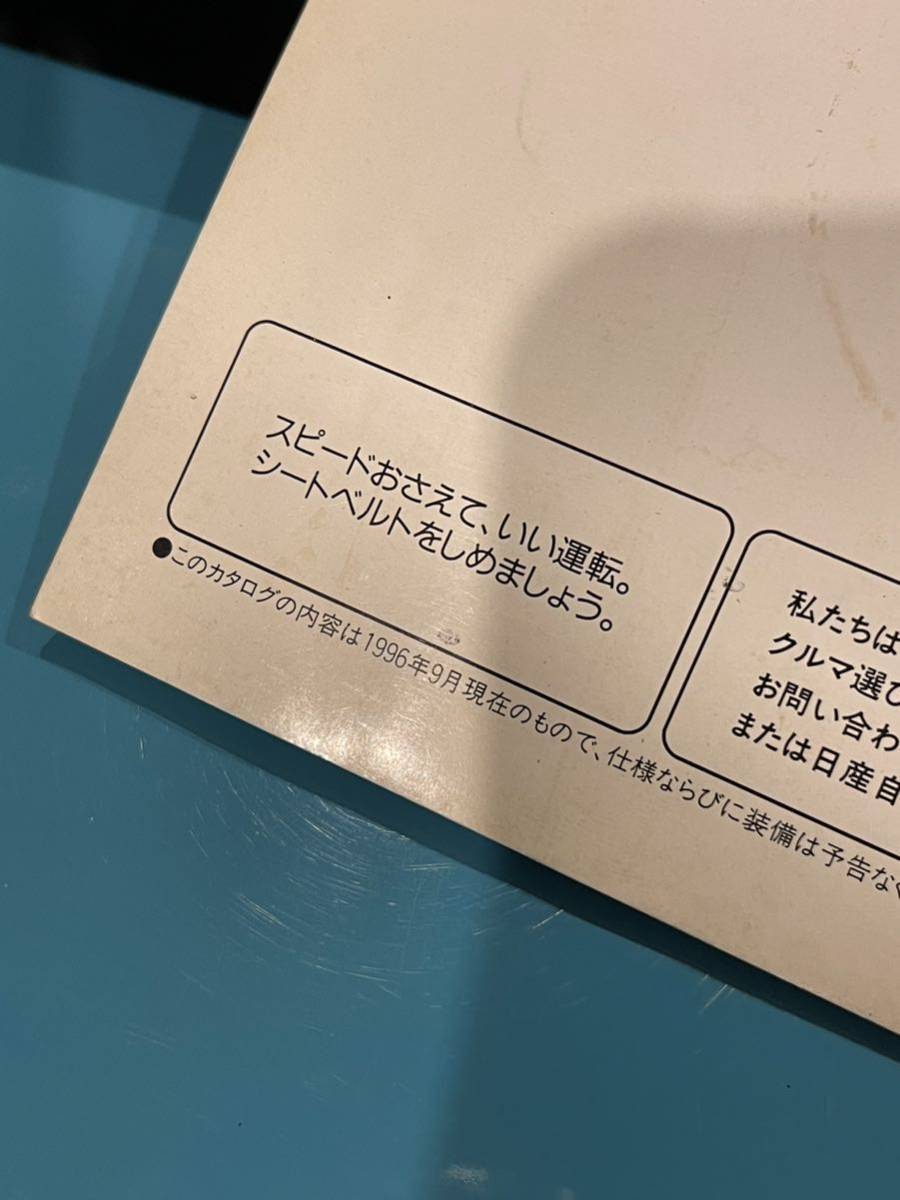 スピードおさえて、いい運転。
シートベルトをしめましょう。
私たちは
クルマ選び
お問い合わ
または日産自
●このカタログの内容は1996年9月現在のもので、仕様ならびに装備は予告なく